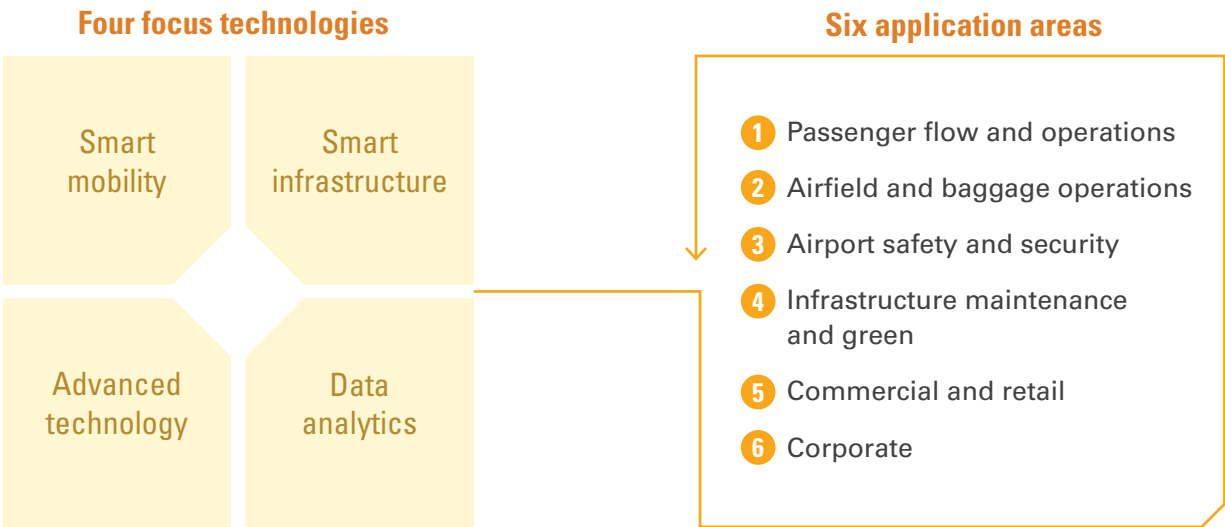 Four focus technologies
Smart
mobility
Smart
infrastructure
Advanced
technology
Data
analytics
Six application areas
1 Passenger flow and operations
2 Airfield and baggage operations
3 Airport safety and security
4 Infrastructure maintenance
and green
5 Commercial and retail
6 Corporate